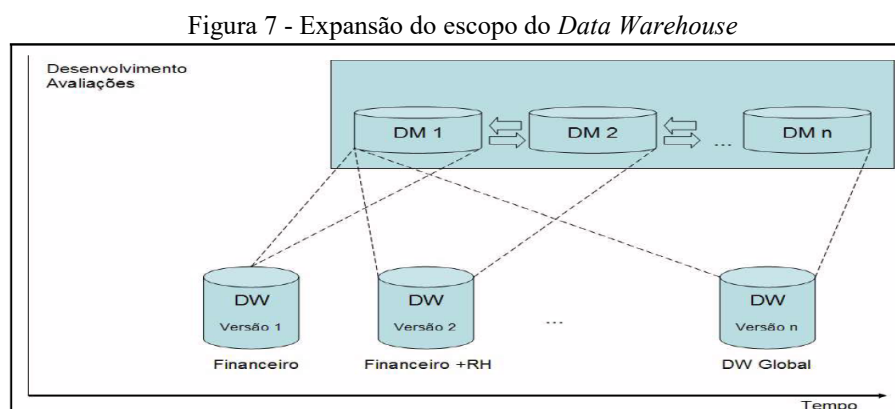 Figura 7 - Expansão do escopo do Data Warehouse
Desenvolvimento
Avaliações
DM 1
DM 2
...
DM n
DW
Versão 1
DW
Versão 2
...
DW
Versão n
Financeiro
Financeiro +RH
DW Global
Tempo